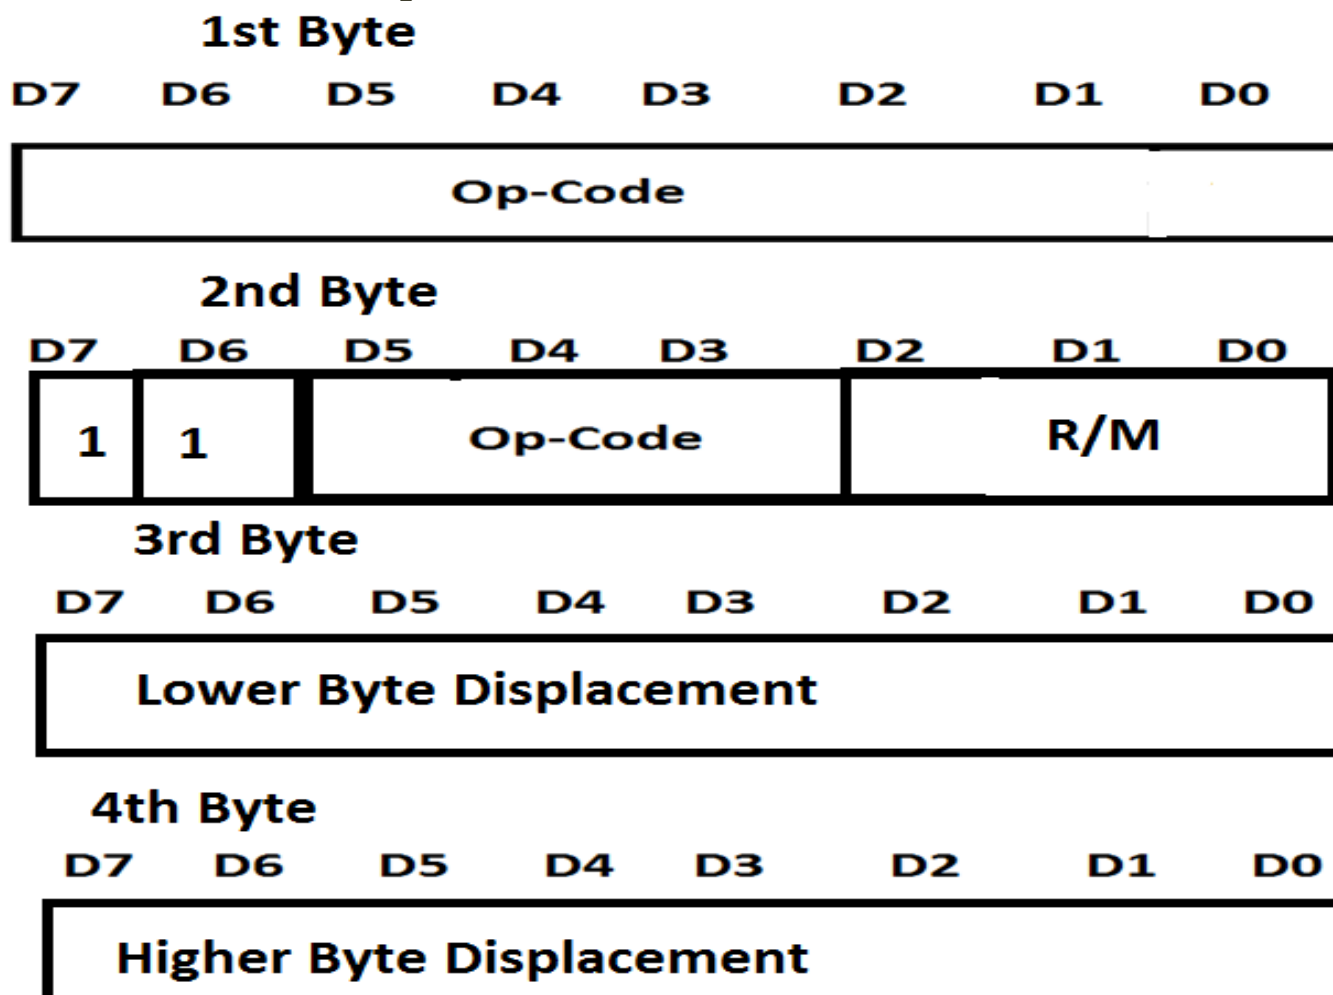 1st Byte
D7 D6 D5 D4 D3 D2 D1 D0
Op-Code
2nd Byte
D7 D6 D5 D4 D3 D2 D1 D0
1 1 Op-Code R/M
3rd Byte
D7 D6 D5 D4 D3 D2 D1 D0
Lower Byte Displacement
4th Byte
D7 D6 D5 D4 D3 D2 D1 D0
Higher Byte Displacement